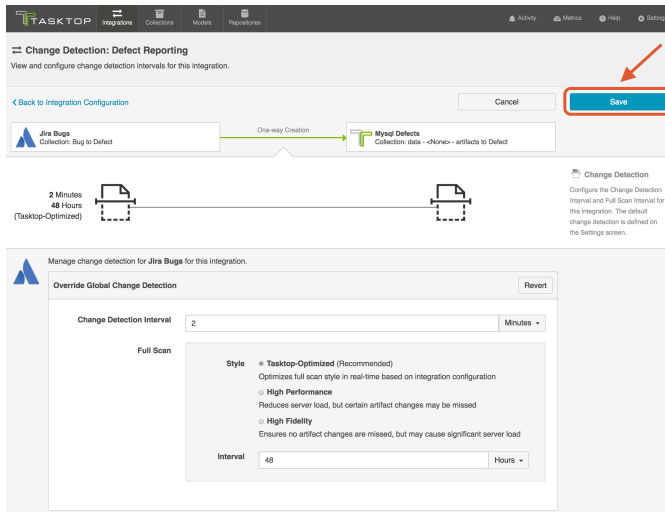 TASKTOP
Integrations
Collections
Models
Repositories
Activity
Metrics
Help
Setting
Change Detection: Defect Reporting
View and configure change detection intervals for this integration.
Back to Integration Configuration
Cancel
Save
Jira Bugs
Collection: Bug to Defect
One-way Creation
Mysql Defects
Collection: data - <None> - artifacts to Defect
2 Minutes
48 Hours
(Tasktop-Optimized)
Change Detection
Configure the Change Detection
Interval and Full Scan Interval for
this integration. The default
change detection is defined on
the Settings screen.
Manage change detection for Jira Bugs for this integration.
Override Global Change Detection
Revert
Change Detection Interval
2
Minutes
Full Scan
Style
Tasktop-Optimized (Recommended)
Optimizes full scan style in real-time based on integration configuration
High Performance
Reduces server load, but certain artifact changes may be missed
High Fidelity
Ensures no artifact changes are missed, but may cause significant server load
Interval
48
Hours